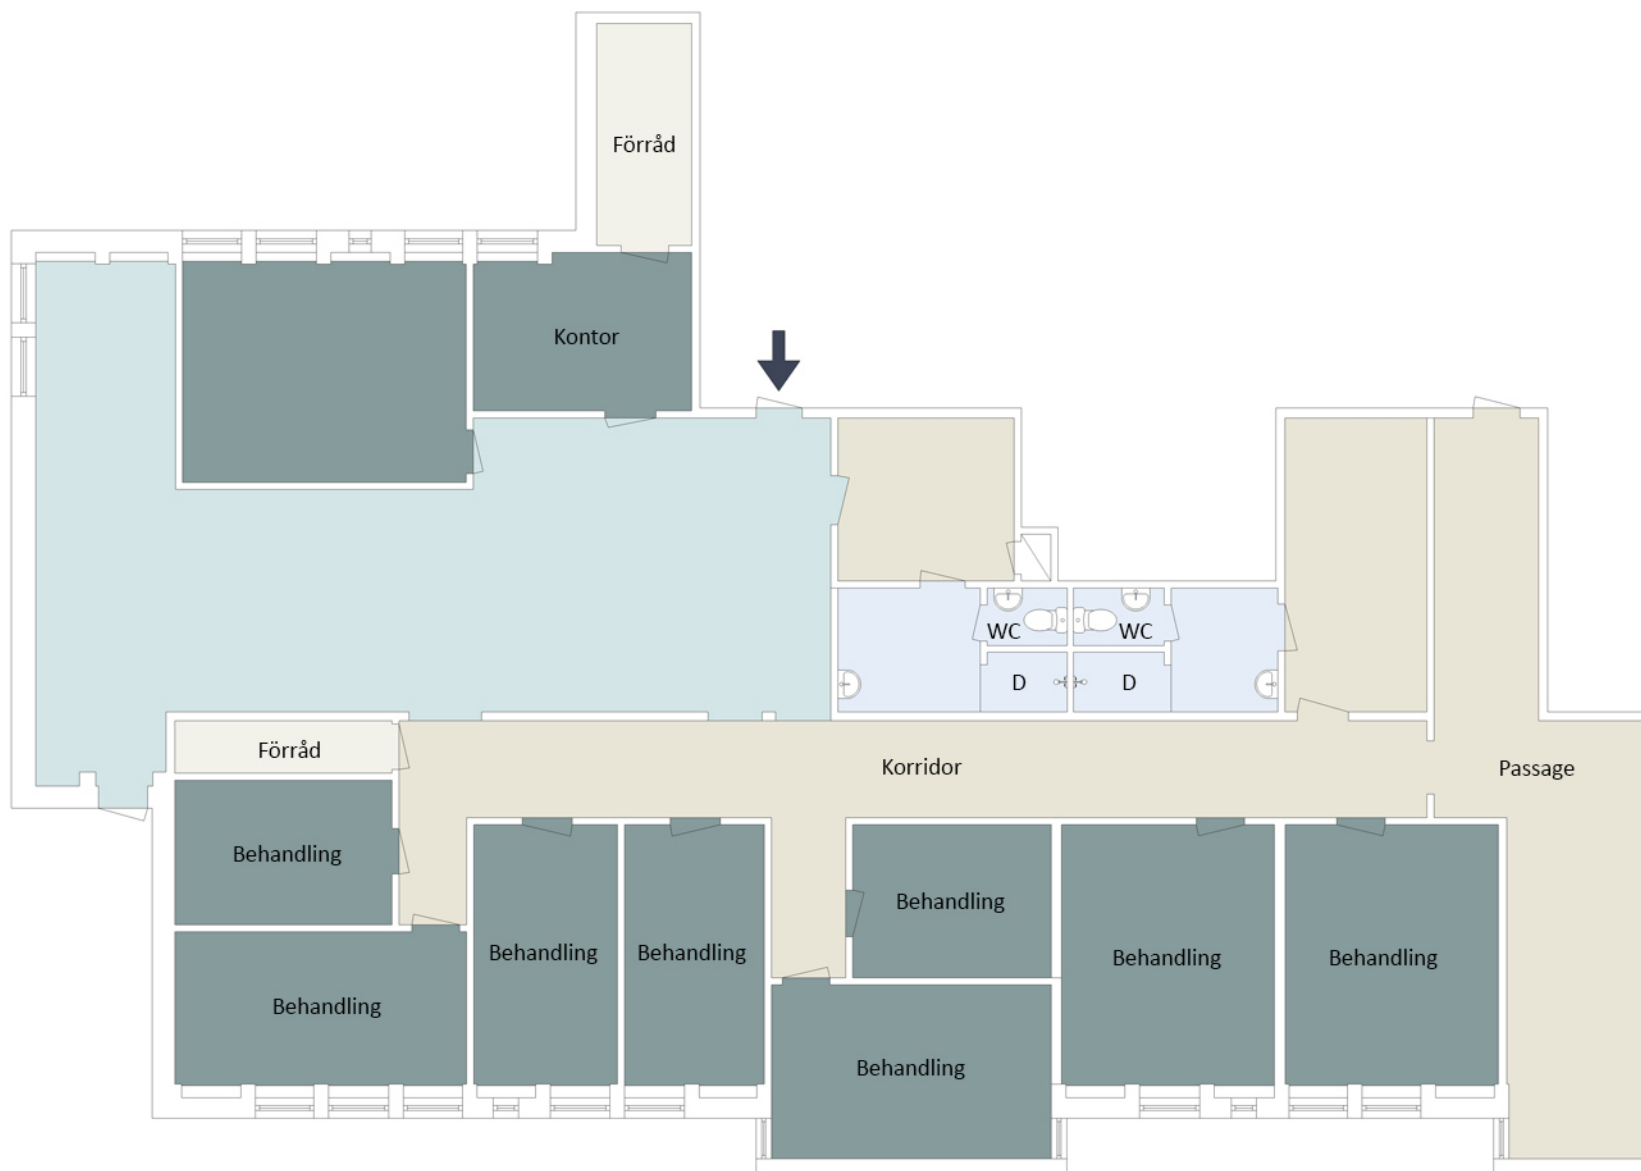 Förråd
Kontor
WC
WC
D
D
Förråd
Korridor
Passage
Behandling
Behandling
Behandling
Behandling
Behandling
Behandling
Behandling
Behandling